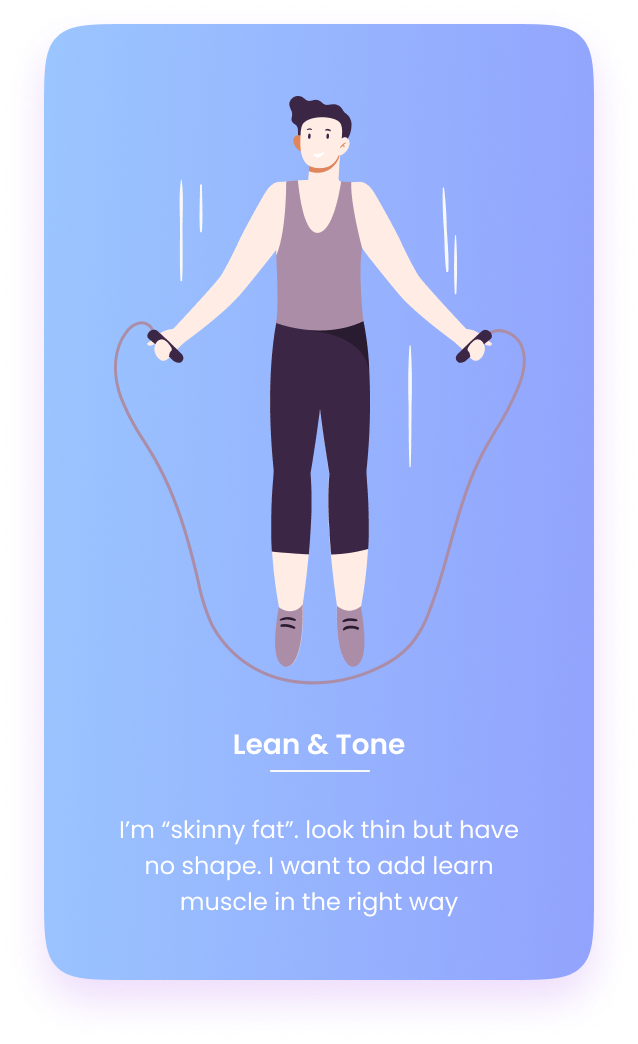 Lean & Tone
I’m “skinny fat”. look thin but have
no shape. I want to add learn
muscle in the right way